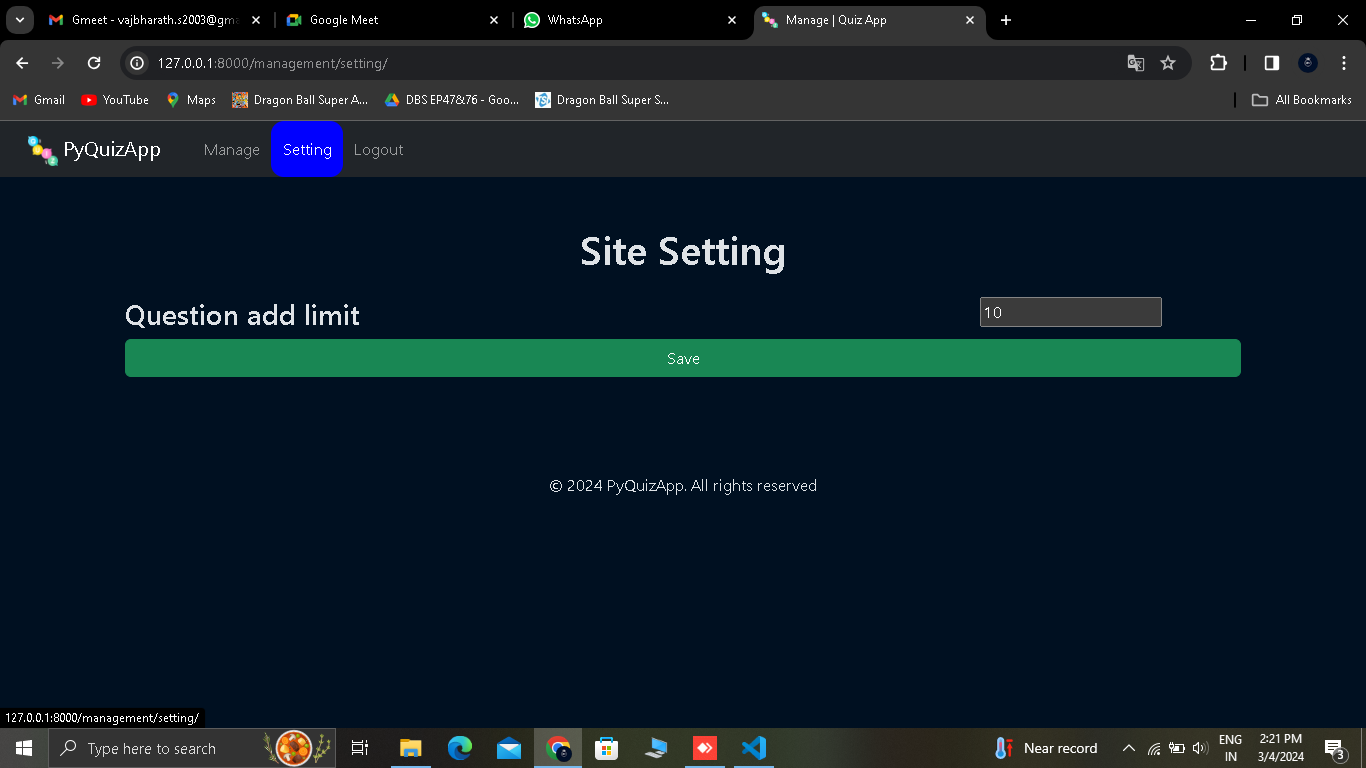 Gmeet - vajbharath.s2003@gma
Google Meet
WhatsApp
Manage | Quiz App
127.0.0.1:8000/management/setting/
Gmail
YouTube
Maps
Dragon Ball Super A...
DBS EP47&76 - Goo...
Dragon Ball Super S...
All Bookmarks
PyQuizApp
Manage
Setting
Logout
Site Setting
Question add limit
10
Save
© 2024 PyQuizApp. All rights reserved
127.0.0.1:8000/management/setting/
Type here to search
Near record
ENG
IN
2:21 PM
3/4/2024
3